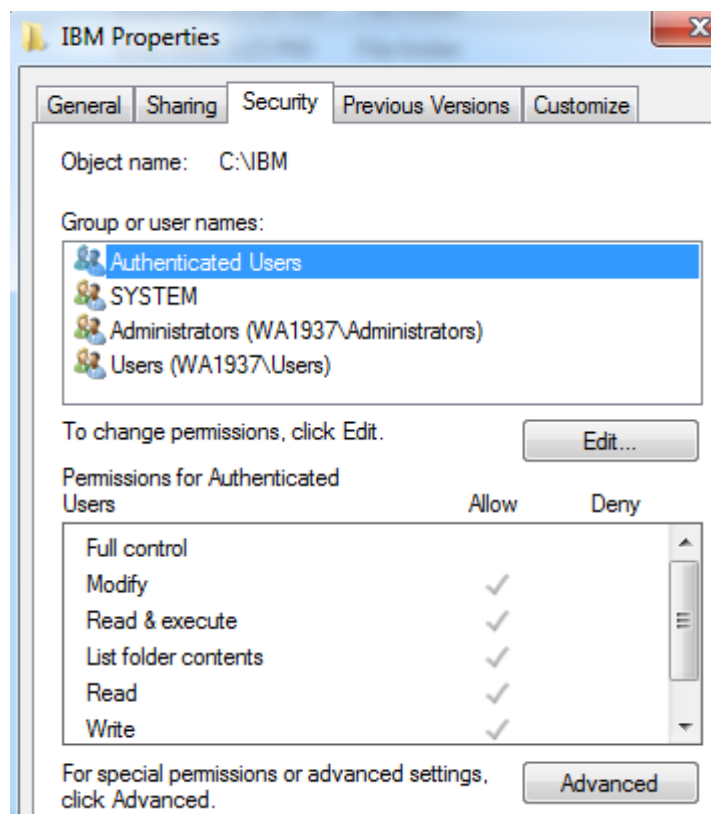 IBM Properties
General Sharing Security Previous Versions Customize
Object name: C:\IBM
Group or user names:
Authenticated Users
SYSTEM
Administrators (WA1937\Administrators)
Users (WA1937\Users)
To change permissions, click Edit.
Edit...
Permissions for Authenticated
Users Allow Deny
Full control
Modify
Read & execute
List folder contents
Read
Write
For special permissions or advanced settings,
click Advanced.
Advanced